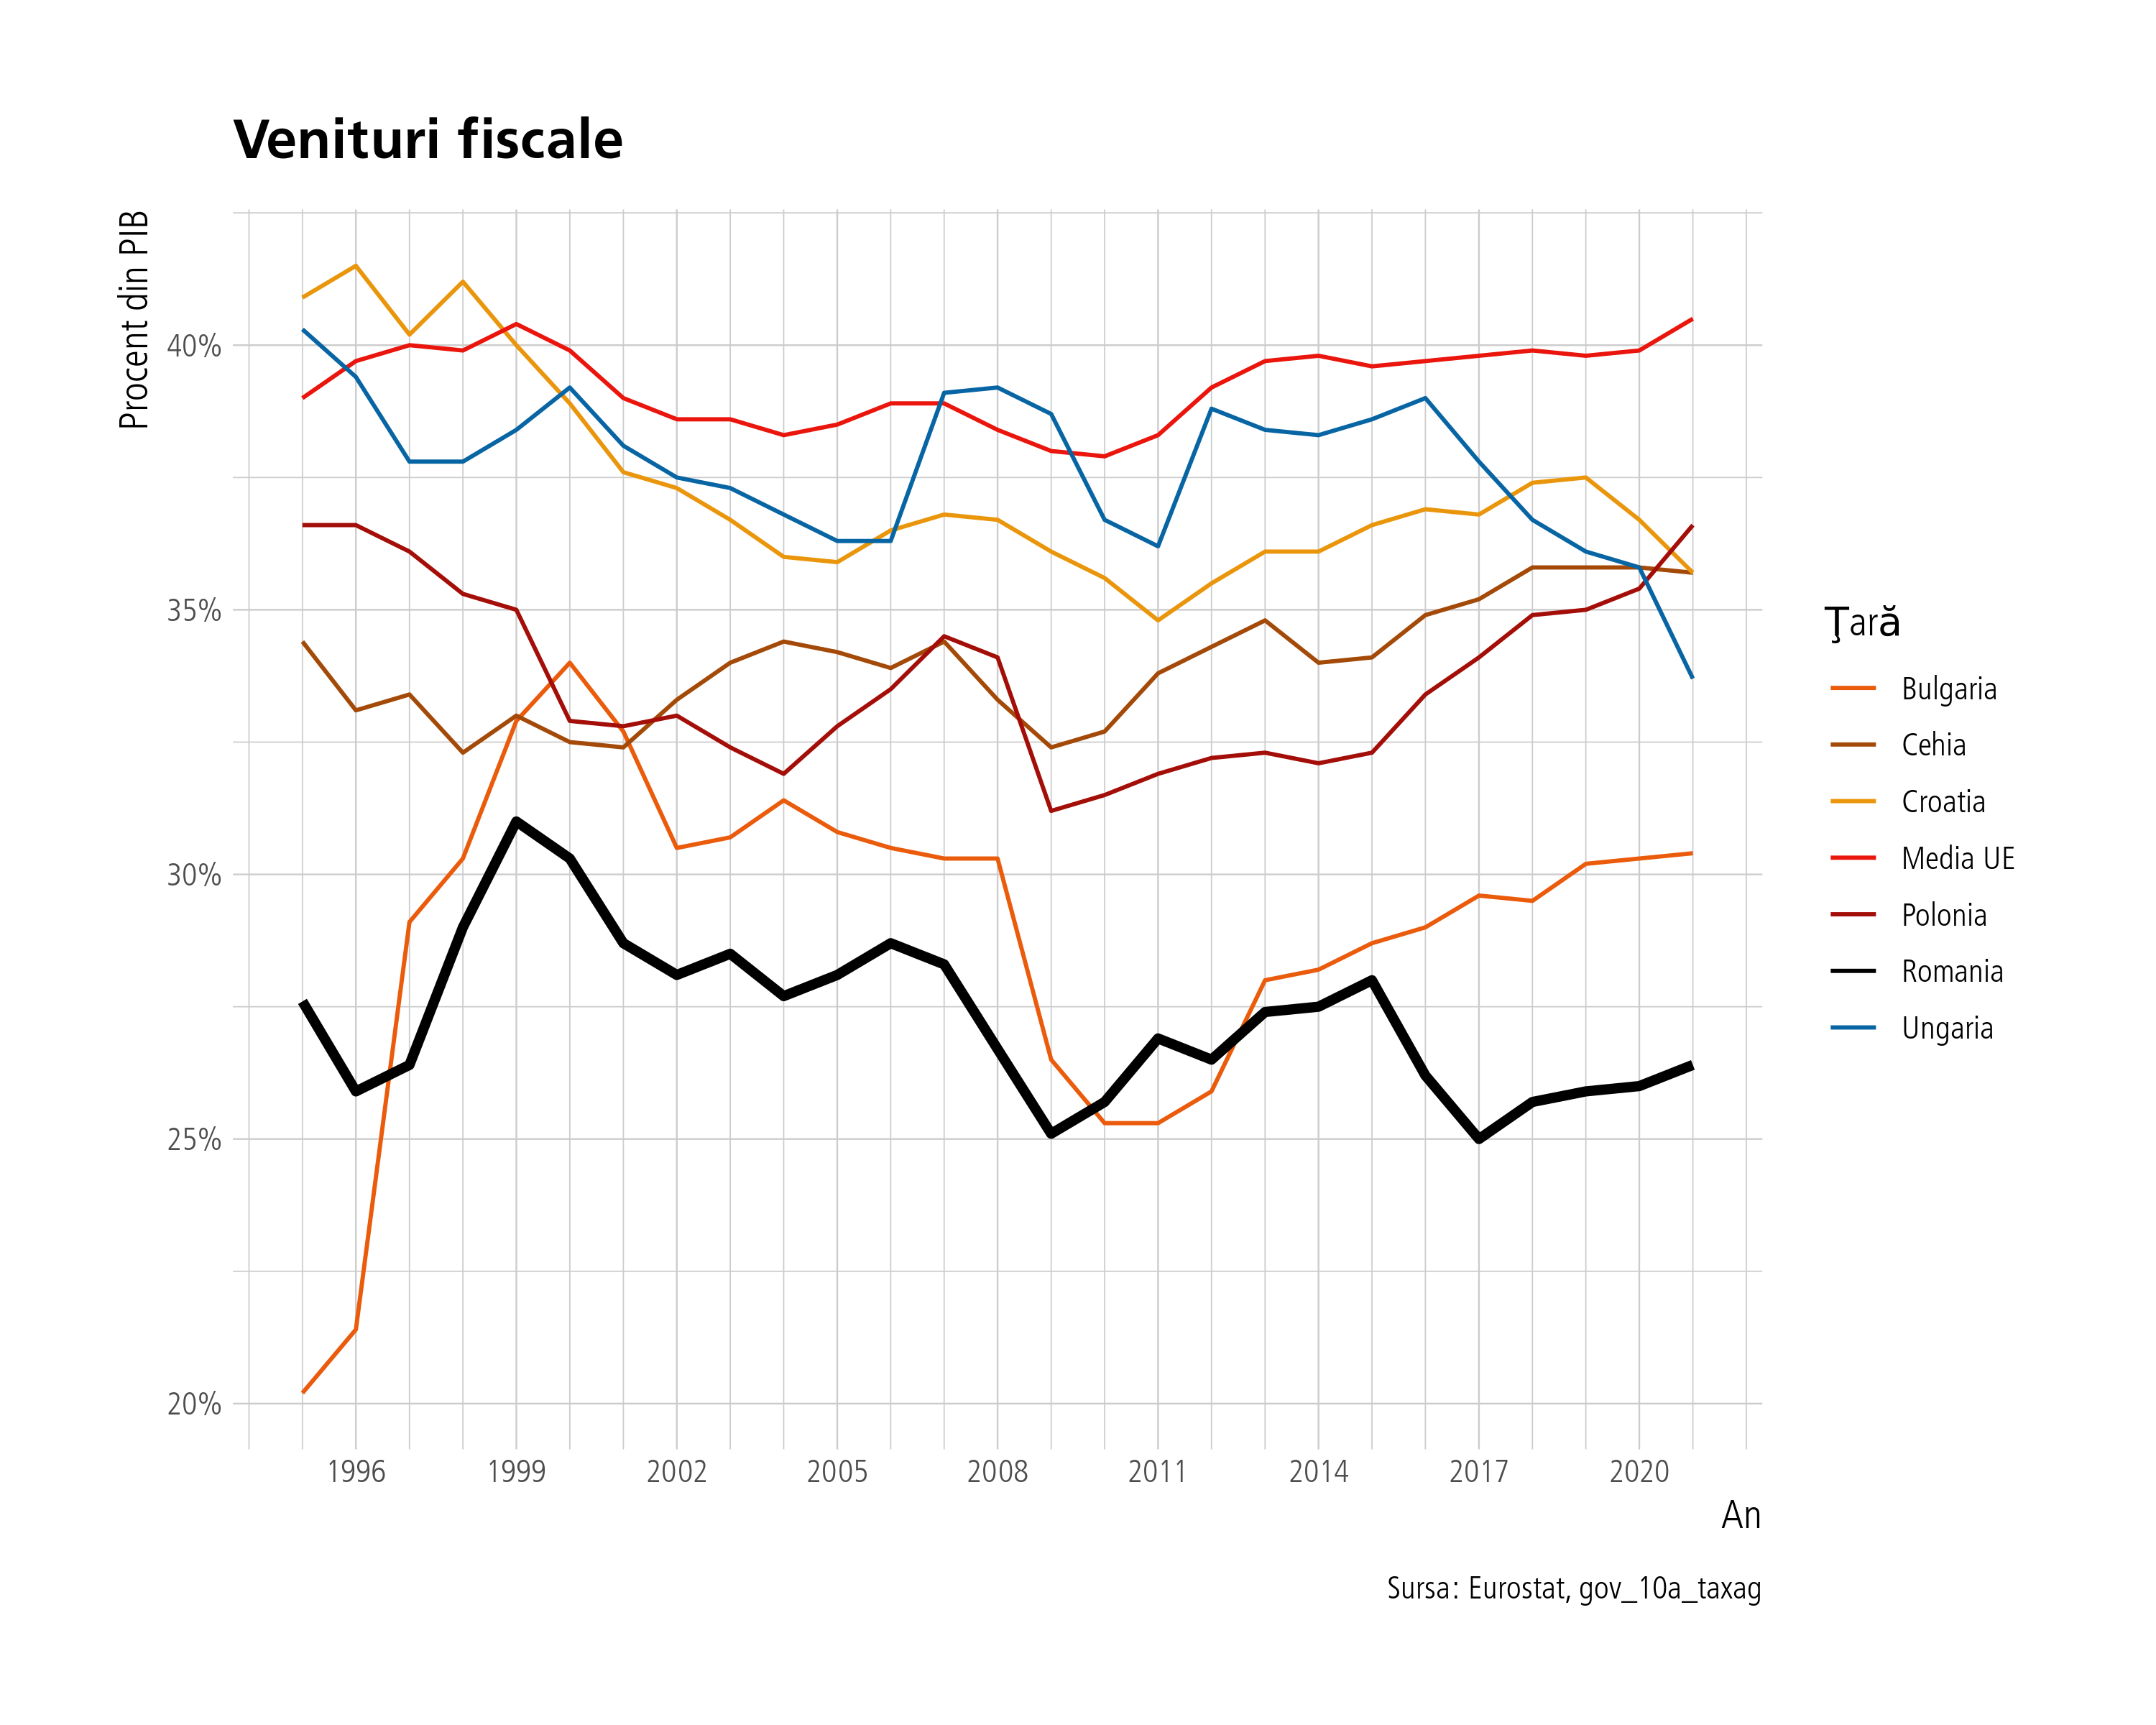 Venituri fiscale
Procent din PIB
40%
35%
30%
25%
20%
1996 1999 2002 2005 2008 2011 2014 2017 2020
An
Ţară
Bulgaria
Cehia
Croatia
Media UE
Polonia
Romania
Ungaria
Sursa: Eurostat, gov_10a_taxag